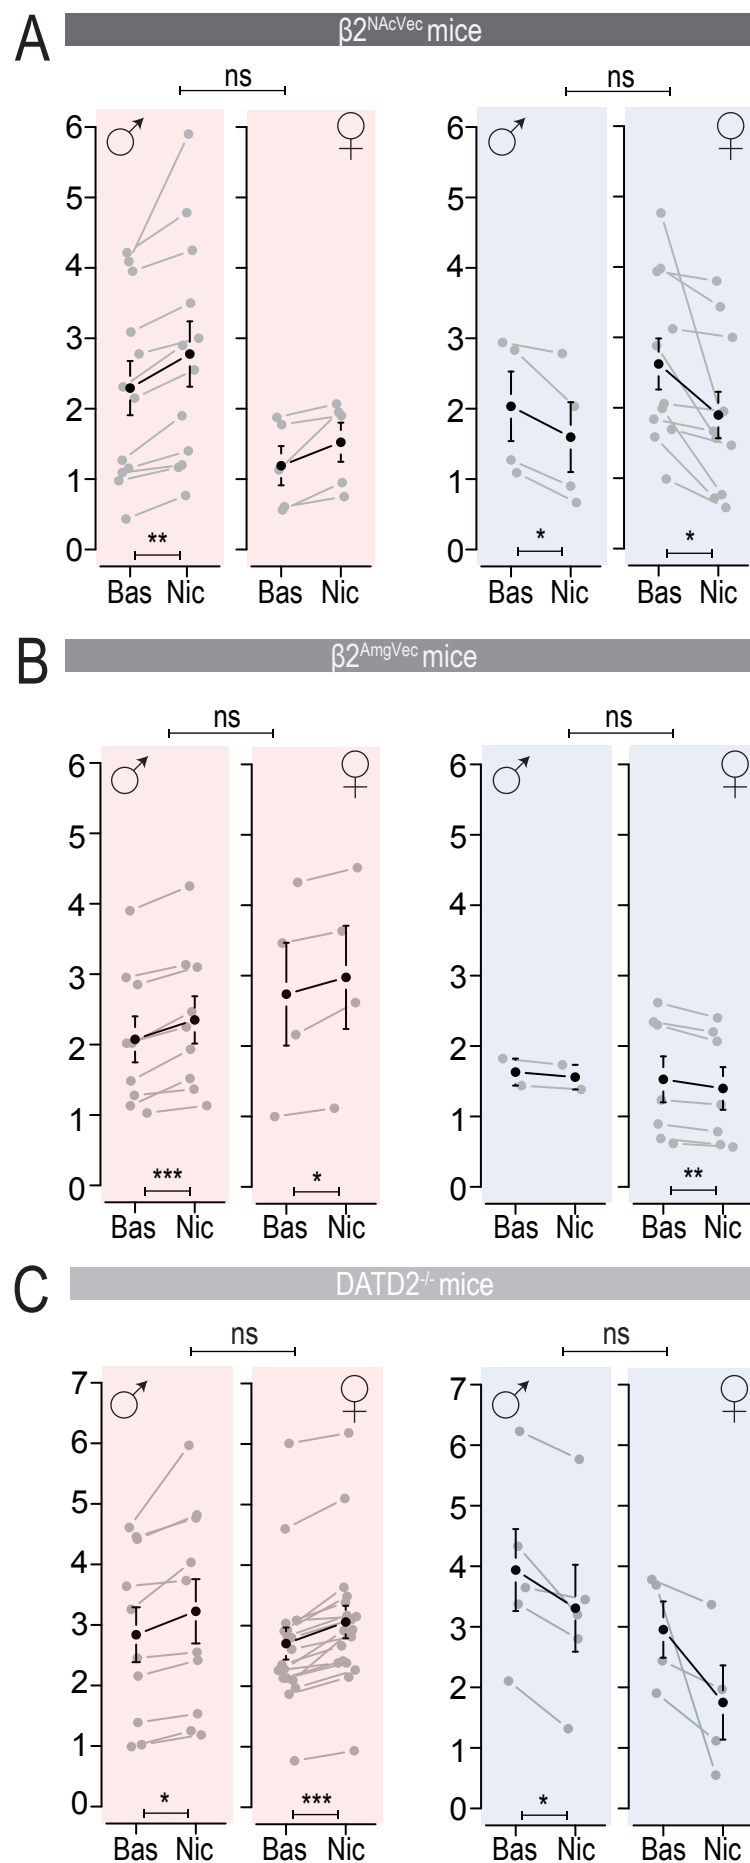 A
β2NAcVec mice
ns ns
♂ ♀ ♂ ♀
6 6
5 5
4 4
3 3
2 2
1 1
0 0
** * *
Bas Nic Bas Nic Bas Nic Bas Nic
B
β2AmgVec mice
ns ns
♂ ♀ ♂ ♀
6 6
5 5
4 4
3 3
2 2
1 1
0 0
*** * **
Bas Nic Bas Nic Bas Nic Bas Nic
C
DATD2-/- mice
ns ns
♂ ♀ ♂ ♀
7 7
6 6
5 5
4 4
3 3
2 2
1 1
0 0
* *** *
Bas Nic Bas Nic Bas Nic Bas Nic